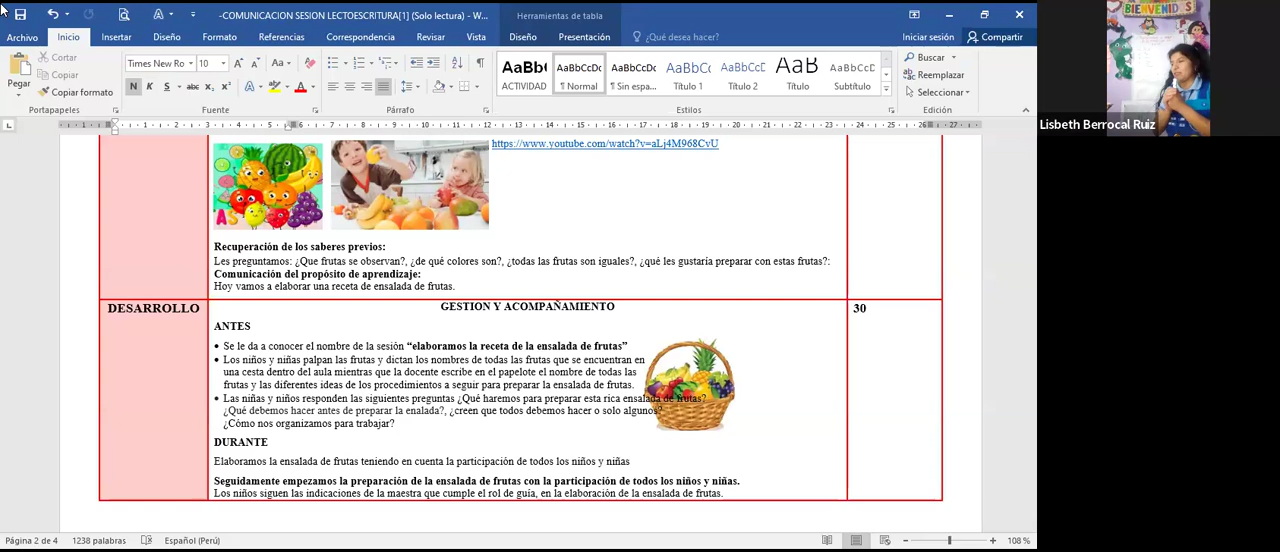 -COMUNICACION SESION LECTOESCRITURA[1] (Solo lectura) - W...
Herramientas de tabla
Archivo Inicio Insertar Diseño Formato Referencias Correspondencia Revisar Vista Diseño Presentación ¿Qué desea hacer? Iniciar sesión Compartir
Pegar
Cortar
Copiar
Copiar formato
Portapapeles
Times New Ro 10
N K S abc x₂ x²
Fuente
Párrafo
AaBbC ACTIVIDAD
AaBbCcDc ¶ Normal
AaBbCcDc ¶ Sin espa...
AaBbCc Título 1
AaBbCcD Título 2
AaB Título
AaBbCcD Subtítulo
Estilos
Buscar
Reemplazar
Seleccionar
Edición
BIENVENIDOS
Lisbeth Berrocal Ruiz
https://www.youtube.com/watch?v=aLj4M968CvU
AS
Recuperación de los saberes previos:
Les preguntamos: ¿Que frutas se observan?, ¿de qué colores son?, ¿todas las frutas son iguales?, ¿qué les gustaría preparar con estas frutas?:
Comunicación del propósito de aprendizaje:
Hoy vamos a elaborar una receta de ensalada de frutas.
DESARROLLO
GESTION Y ACOMPAÑAMIENTO
30
ANTES
• Se le da a conocer el nombre de la sesión “elaboramos la receta de la ensalada de frutas”
• Los niños y niñas palpan las frutas y dictan los nombres de todas las frutas que se encuentran en
una cesta dentro del aula mientras que la docente escribe en el papelote el nombre de todas las
frutas y las diferentes ideas de los procedimientos a seguir para preparar la ensalada de frutas.
• Las niñas y niños responden las siguientes preguntas ¿Qué haremos para preparar esta rica ensalada de frutas?
¿Qué debemos hacer antes de preparar la enalada?, ¿creen que todos debemos hacer o solo algunos?
¿Cómo nos organizamos para trabajar?
DURANTE
Elaboramos la ensalada de frutas teniendo en cuenta la participación de todos los niños y niñas
Seguidamente empezamos la preparación de la ensalada de frutas con la participación de todos los niños y niñas.
Los niños siguen las indicaciones de la maestra que cumple el rol de guía, en la elaboración de la ensalada de frutas.
Página 2 de 4 1238 palabras Español (Perú) 108 %